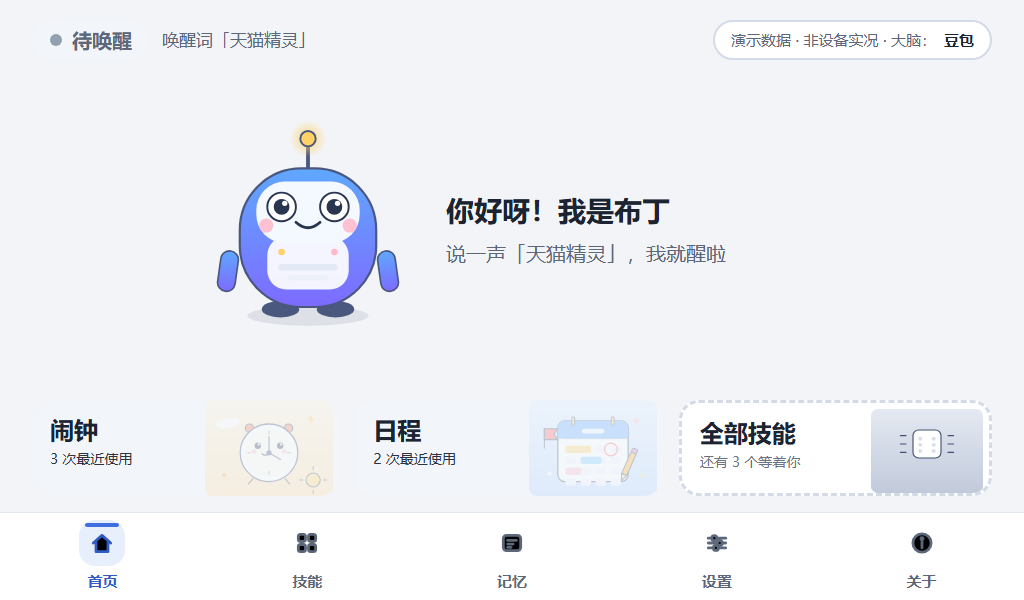 待唤醒
唤醒词「天猫精灵」
演示数据 · 非设备实况 · 大脑： 豆包
你好呀！我是布丁
说一声「天猫精灵」，我就醒啦
闹钟
3 次最近使用
日程
2 次最近使用
全部技能
还有 3 个等着你
首页
技能
记忆
设置
关于